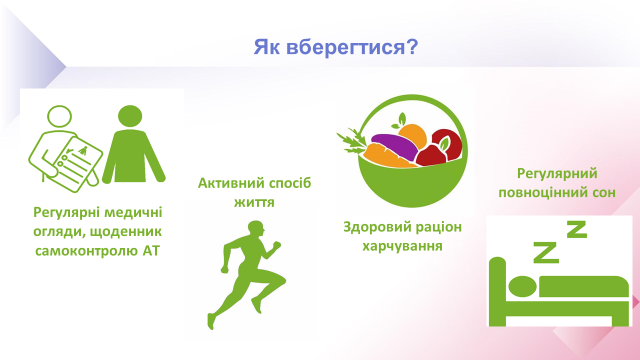 Як вберегтися?
Регулярні медичні
огляди, щоденник
самоконтролю АТ
Активний спосіб
життя
Здоровий раціон
харчування
Регулярний
повноцінний сон
Z
Z